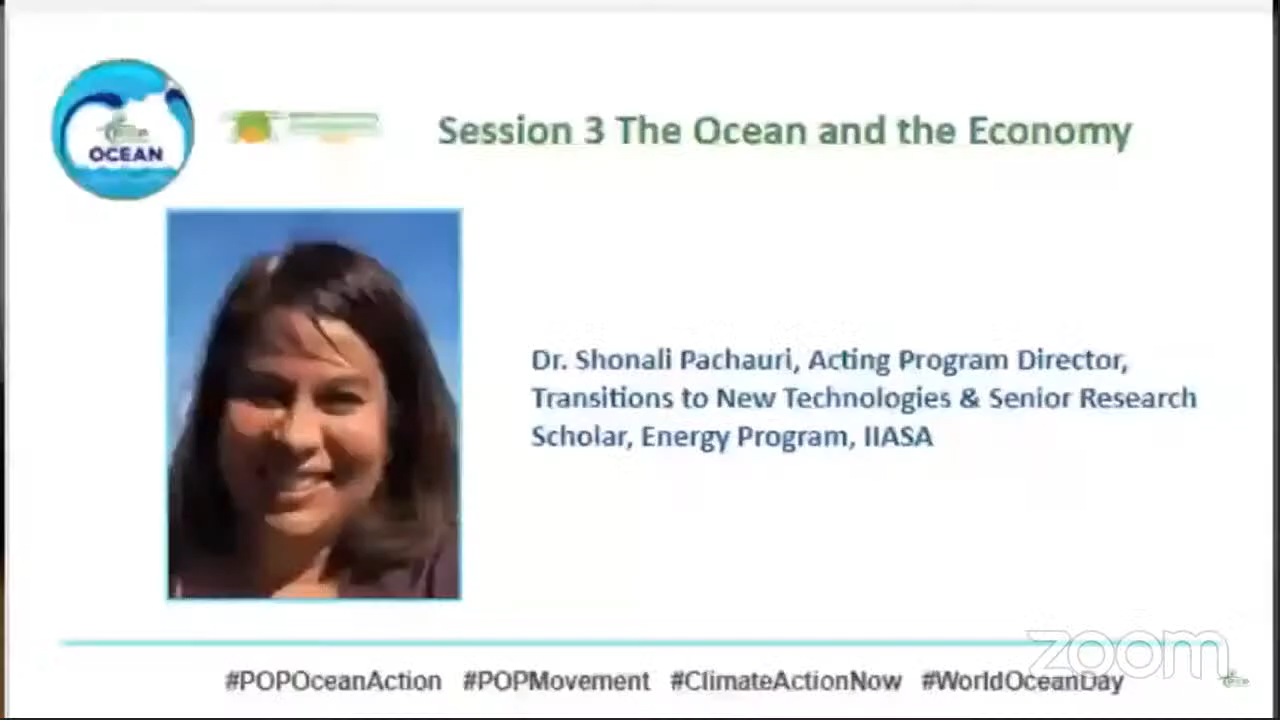 OCEAN
Session 3 The Ocean and the Economy
Dr. Shonali Pachauri, Acting Program Director,
Transitions to New Technologies & Senior Research
Scholar, Energy Program, IIASA
zoom
#POPOceanAction #POPMovement #ClimateActionNow #WorldOceanDay